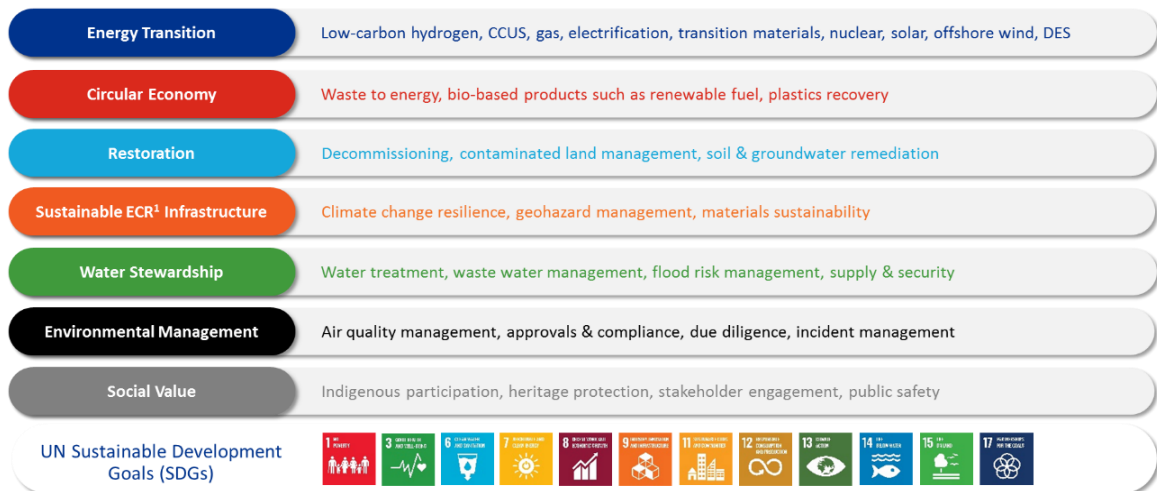 Energy Transition
Low-carbon hydrogen, CCUS, gas, electrification, transition materials, nuclear, solar, offshore wind, DES
Circular Economy
Waste to energy, bio-based products such as renewable fuel, plastics recovery
Restoration
Decommissioning, contaminated land management, soil & groundwater remediation
Sustainable ECR¹ Infrastructure
Climate change resilience, geohazard management, materials sustainability
Water Stewardship
Water treatment, waste water management, flood risk management, supply & security
Environmental Management
Air quality management, approvals & compliance, due diligence, incident management
Social Value
Indigenous participation, heritage protection, stakeholder engagement, public safety
UN Sustainable Development
Goals (SDGs)
1
3
6
7
8
9
11
12
13
14
15
17